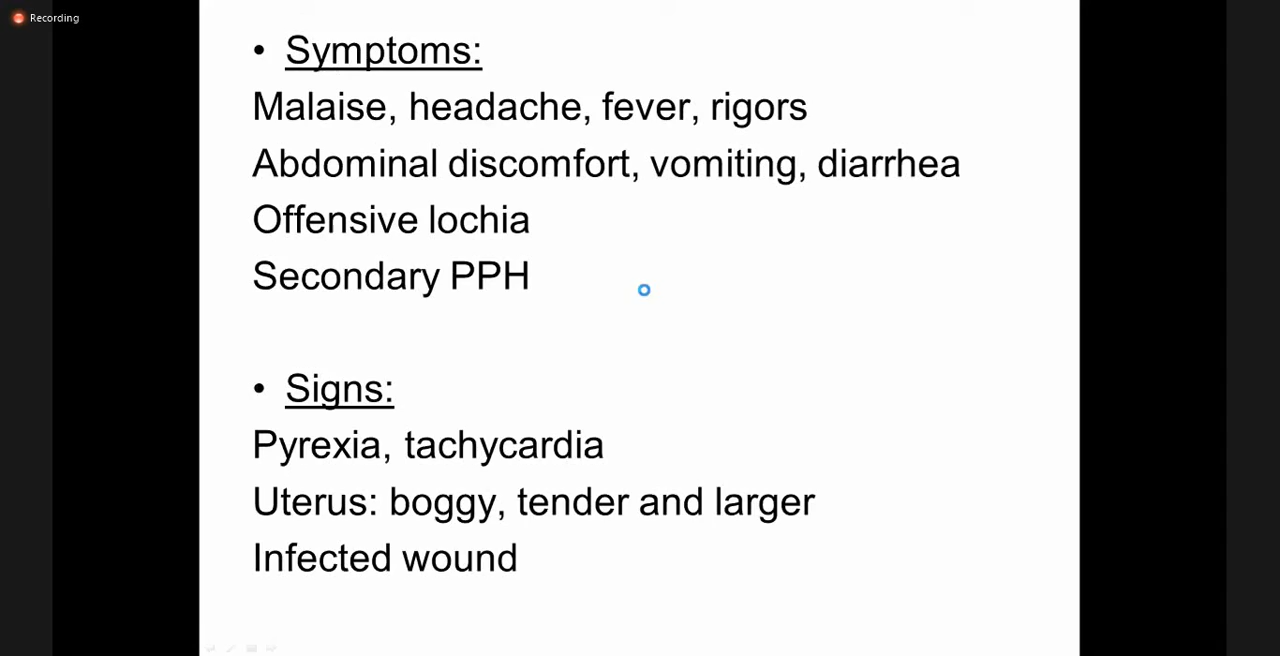 Recording
• Symptoms:
Malaise, headache, fever, rigors
Abdominal discomfort, vomiting, diarrhea
Offensive lochia
Secondary PPH
• Signs:
Pyrexia, tachycardia
Uterus: boggy, tender and larger
Infected wound